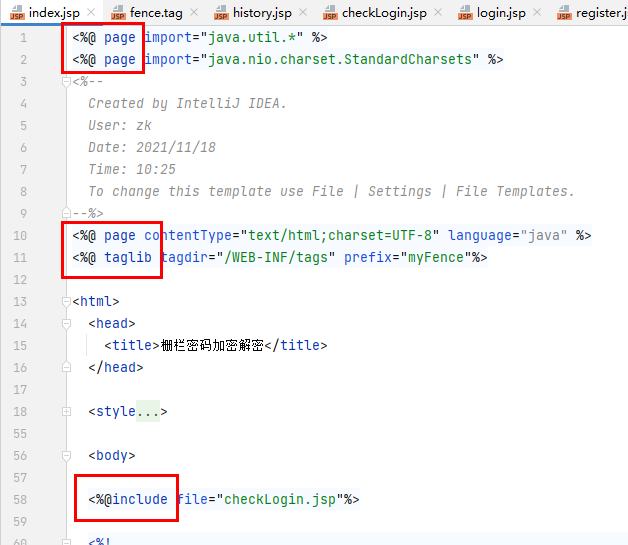 index.jsp fence.tag history.jsp checkLogin.jsp login.jsp register.j
1 <%@ page import="java.util.*" %>
2 <%@ page import="java.nio.charset.StandardCharsets" %>
3 <%--
4 Created by IntelliJ IDEA.
5 User: zk
6 Date: 2021/11/18
7 Time: 10:25
8 To change this template use File | Settings | File Templates.
9 --%>
10 <%@ page contentType="text/html;charset=UTF-8" language="java" %>
11 <%@ taglib tagdir="/WEB-INF/tags" prefix="myFence"%>
12
13 <html>
14 <head>
15 <title>栅栏密码加密解密</title>
16 </head>
17
18 <style...>
55
56 <body>
57
58 <%@include file="checkLogin.jsp"%>
59
60 <%!